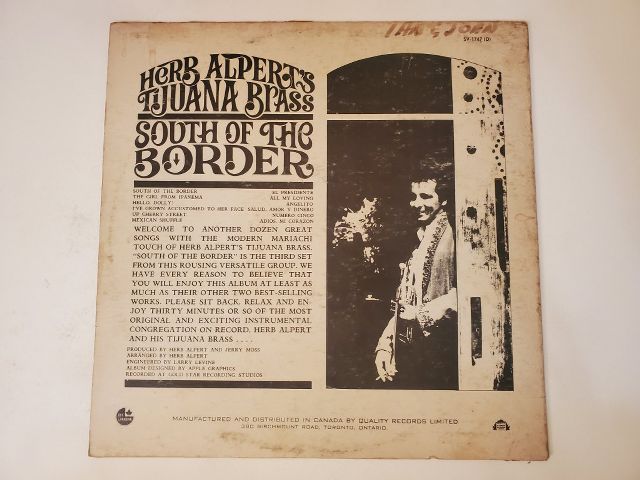 SV-1747 (D)
HERB ALPERT'S
TIJUANA BRASS
SOUTH OF THE
BORDER
SOUTH OF THE BORDER
THE GIRL FROM IPANEMA
HELLO, DOLLY!
I'VE GROWN ACCUSTOMED TO HER FACE
UP CHERRY STREET
MEXICAN SHUFFLE
EL PRESIDENTE
ALL MY LOVING
ANGELITO
SALUD, AMOR Y DINERO
NUMERO CINCO
ADIOS, MI CORAZON
WELCOME TO ANOTHER DOZEN GREAT
SONGS WITH THE MODERN MARIACHI
TOUCH OF HERB ALPERT'S TIJUANA BRASS.
"SOUTH OF THE BORDER" IS THE THIRD SET
FROM THIS ROUSING VERSATILE GROUP. WE
HAVE EVERY REASON TO BELIEVE THAT
YOU WILL ENJOY THIS ALBUM AT LEAST AS
MUCH AS THEIR OTHER TWO BEST-SELLING
WORKS. PLEASE SIT BACK, RELAX AND EN-
JOY THIRTY MINUTES OR SO OF THE MOST
ORIGINAL AND EXCITING INSTRUMENTAL
CONGREGATION ON RECORD, HERB ALPERT
AND HIS TIJUANA BRASS . . . .
PRODUCED BY HERB ALPERT AND JERRY MOSS
ARRANGED BY HERB ALPERT
ENGINEERED BY LARRY LEVINE
ALBUM DESIGNED BY APPLE GRAPHICS
RECORDED AT GOLD STAR RECORDING STUDIOS
MANUFACTURED AND DISTRIBUTED IN CANADA BY QUALITY RECORDS LIMITED
380 BIRCHMOUNT ROAD, TORONTO, ONTARIO.